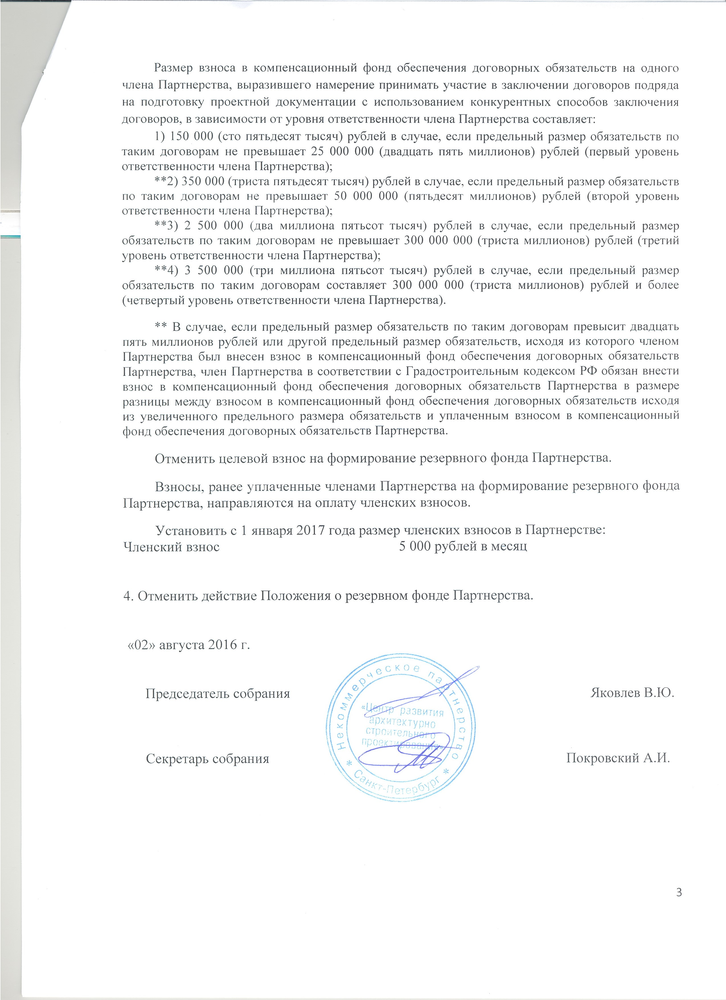 Размер взноса в компенсационный фонд обеспечения договорных обязательств на одного
члена Партнерства, выразившего намерение принимать участие в заключении договоров подряда
на подготовку проектной документации с использованием конкурентных способов заключения
договоров, в зависимости от уровня ответственности члена Партнерства составляет:
1) 150 000 (сто пятьдесят тысяч) рублей в случае, если предельный размер обязательств по
таким договорам не превышает 25 000 000 (двадцать пять миллионов) рублей (первый уровень
ответственности члена Партнерства);
**2) 350 000 (триста пятьдесят тысяч) рублей в случае, если предельный размер обязательств
по таким договорам не превышает 50 000 000 (пятьдесят миллионов) рублей (второй уровень
ответственности члена Партнерства);
**3) 2 500 000 (два миллиона пятьсот тысяч) рублей в случае, если предельный размер
обязательств по таким договорам не превышает 300 000 000 (триста миллионов) рублей (третий
уровень ответственности члена Партнерства);
**4) 3 500 000 (три миллиона пятьсот тысяч) рублей в случае, если предельный размер
обязательств по таким договорам составляет 300 000 000 (триста миллионов) рублей и более
(четвертый уровень ответственности члена Партнерства).
** В случае, если предельный размер обязательств по таким договорам превысит двадцать
пять миллионов рублей или другой предельный размер обязательств, исходя из которого членом
Партнерства был внесен взнос в компенсационный фонд обеспечения договорных обязательств
Партнерства, член Партнерства в соответствии с Градостроительным кодексом РФ обязан внести
взнос в компенсационный фонд обеспечения договорных обязательств Партнерства в размере
разницы между взносом в компенсационный фонд обеспечения договорных обязательств исходя
из увеличенного предельного размера обязательств и уплаченным взносом в компенсационный
фонд обеспечения договорных обязательств Партнерства.
Отменить целевой взнос на формирование резервного фонда Партнерства.
Взносы, ранее уплаченные членами Партнерства на формирование резервного фонда
Партнерства, направляются на оплату членских взносов.
Установить с 1 января 2017 года размер членских взносов в Партнерстве:
Членский взнос 5 000 рублей в месяц
4. Отменить действие Положения о резервном фонде Партнерства.
«02» августа 2016 г.
Председатель собрания Яковлев В.Ю.
Секретарь собрания Покровский А.И.
Некоммерческое партнерство
«Центр развития
архитектурно
строительного
проектирования»
* Санкт-Петербург *
3